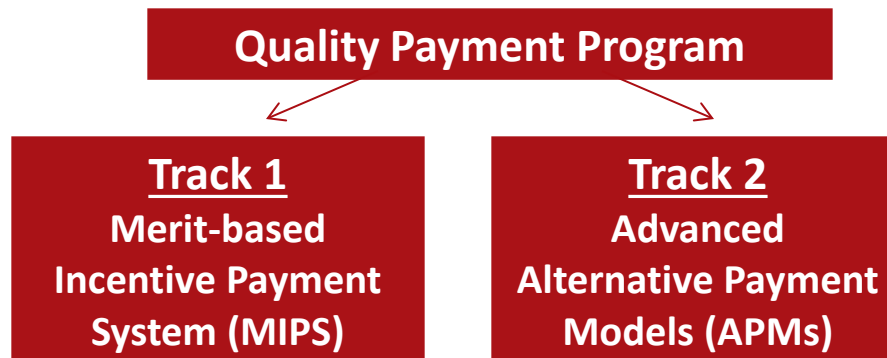 Quality Payment Program
Track 1
Merit-based
Incentive Payment
System (MIPS)
Track 2
Advanced
Alternative Payment
Models (APMs)